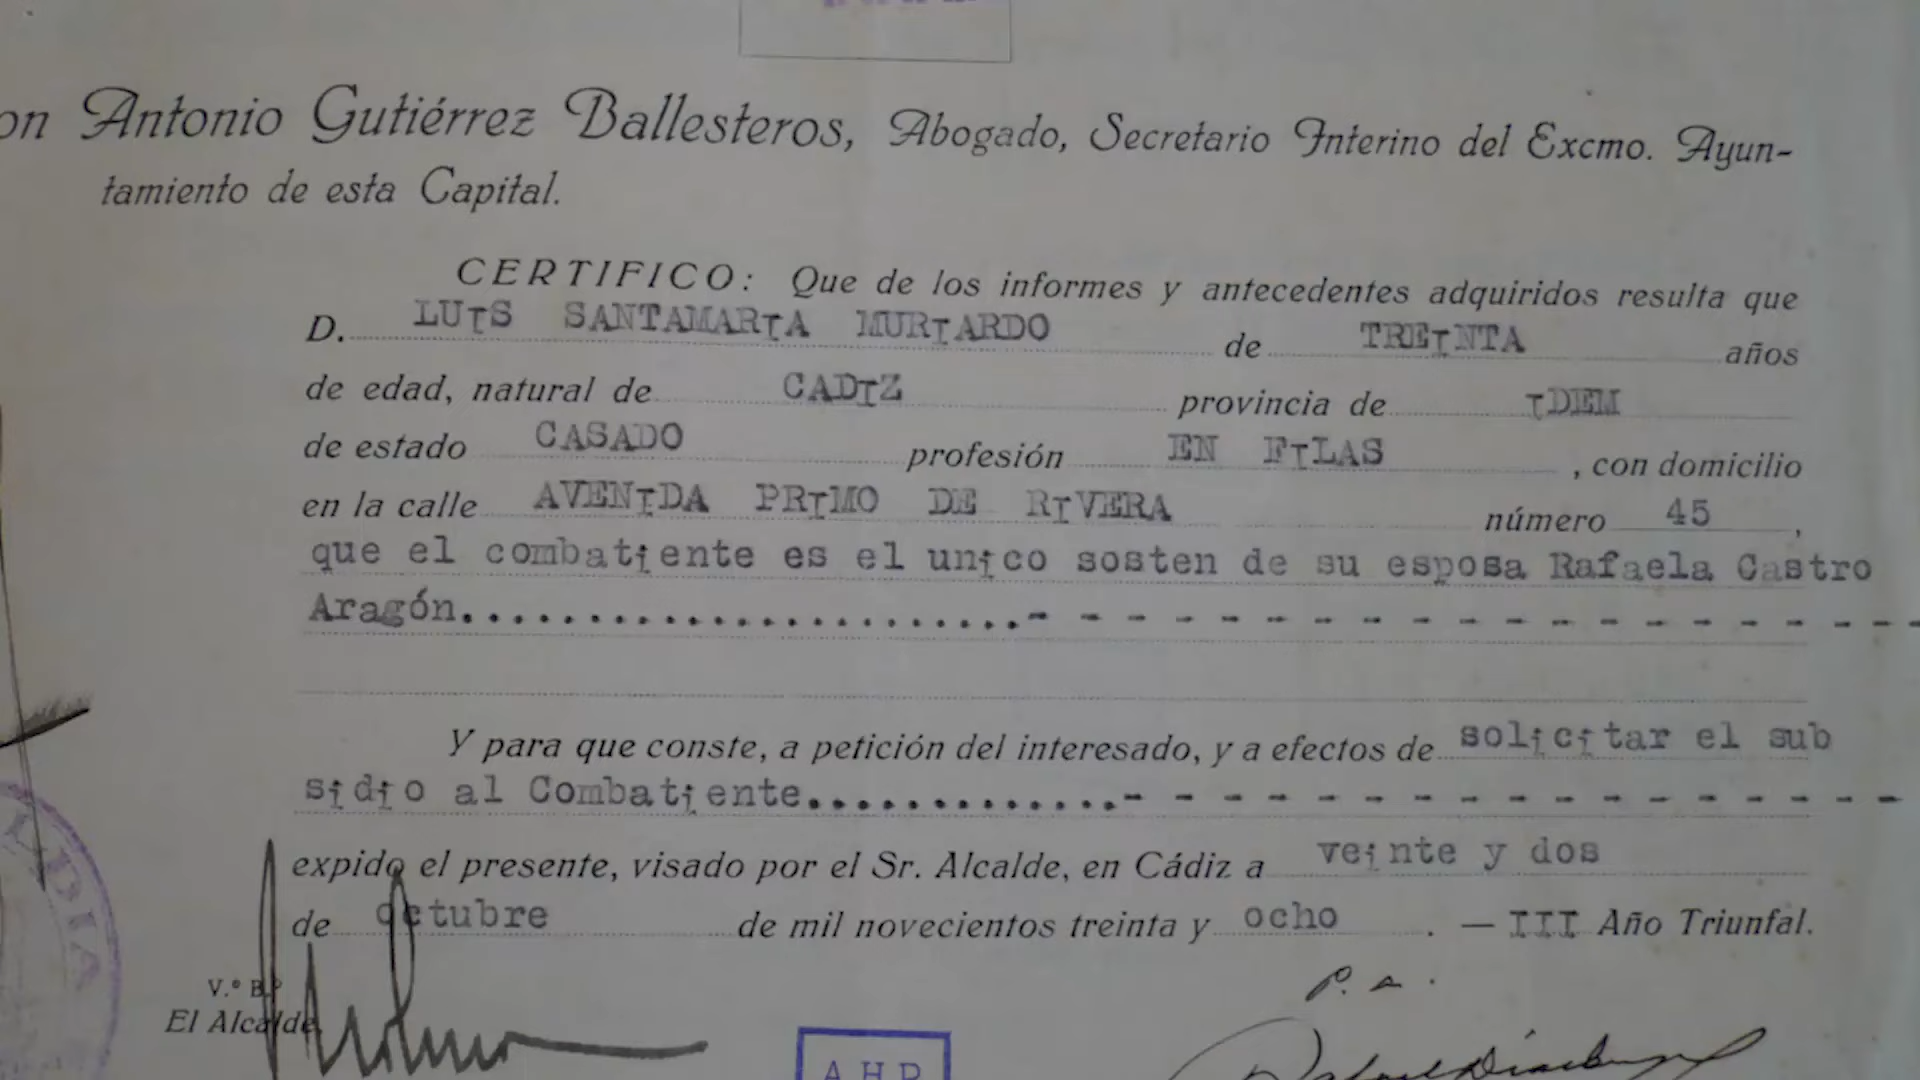 on Antonio Gutiérrez Ballesteros, Abogado, Secretario Interino del Excmo. Ayun-
tamiento de esta Capital.
CERTIFICO: Que de los informes y antecedentes adquiridos resulta que
D. LUIS SANTAMARIA MURIARDO de TREINTA años
de edad, natural de CADIZ provincia de IDEM
de estado CASADO profesión EN FILAS , con domicilio
en la calle AVENIDA PRIMO DE RIVERA número 45 ,
que el combatiente es el unico sosten de su esposa Rafaela Castro
Aragón.......................- - - - - - - - - - - - - - - - - - -
Y para que conste, a petición del interesado, y a efectos de solicitar el sub
sidio al Combatiente.............- - - - - - - - - - - - - - - - -
expido el presente, visado por el Sr. Alcalde, en Cádiz a veinte y dos
de octubre de mil novecientos treinta y ocho . — III Año Triunfal.
P. A.
V.º B.º
El Alcalde,
LDIA
A H P